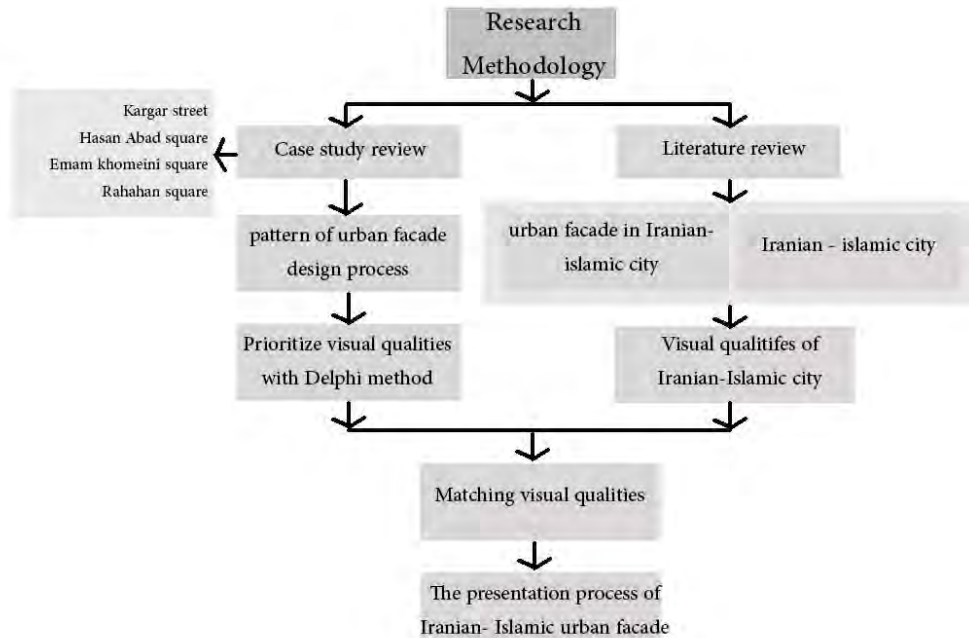 Research
Methodology
Kargar street
Hasan Abad square
Emam khomeini square
Rahahan square
Case study review
Literature review
pattern of urban facade
design process
urban facade in Iranian-
islamic city
Iranian - islamic city
Prioritize visual qualities
with Delphi method
Visual qualitifes of
Iranian-Islamic city
Matching visual qualities
The presentation process of
Iranian- Islamic urban facade